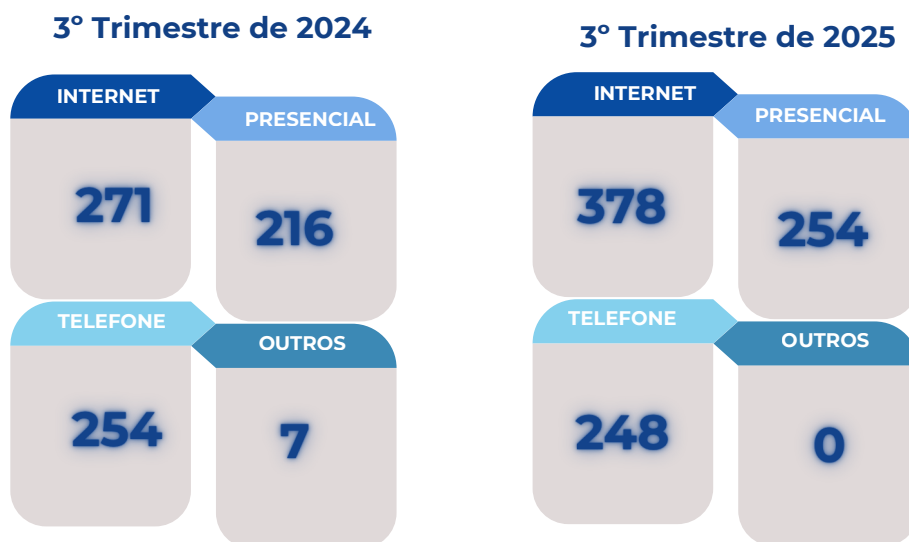 3º Trimestre de 2024
INTERNET
PRESENCIAL
271
216
TELEFONE
OUTROS
254
7
3º Trimestre de 2025
INTERNET
PRESENCIAL
378
254
TELEFONE
OUTROS
248
0